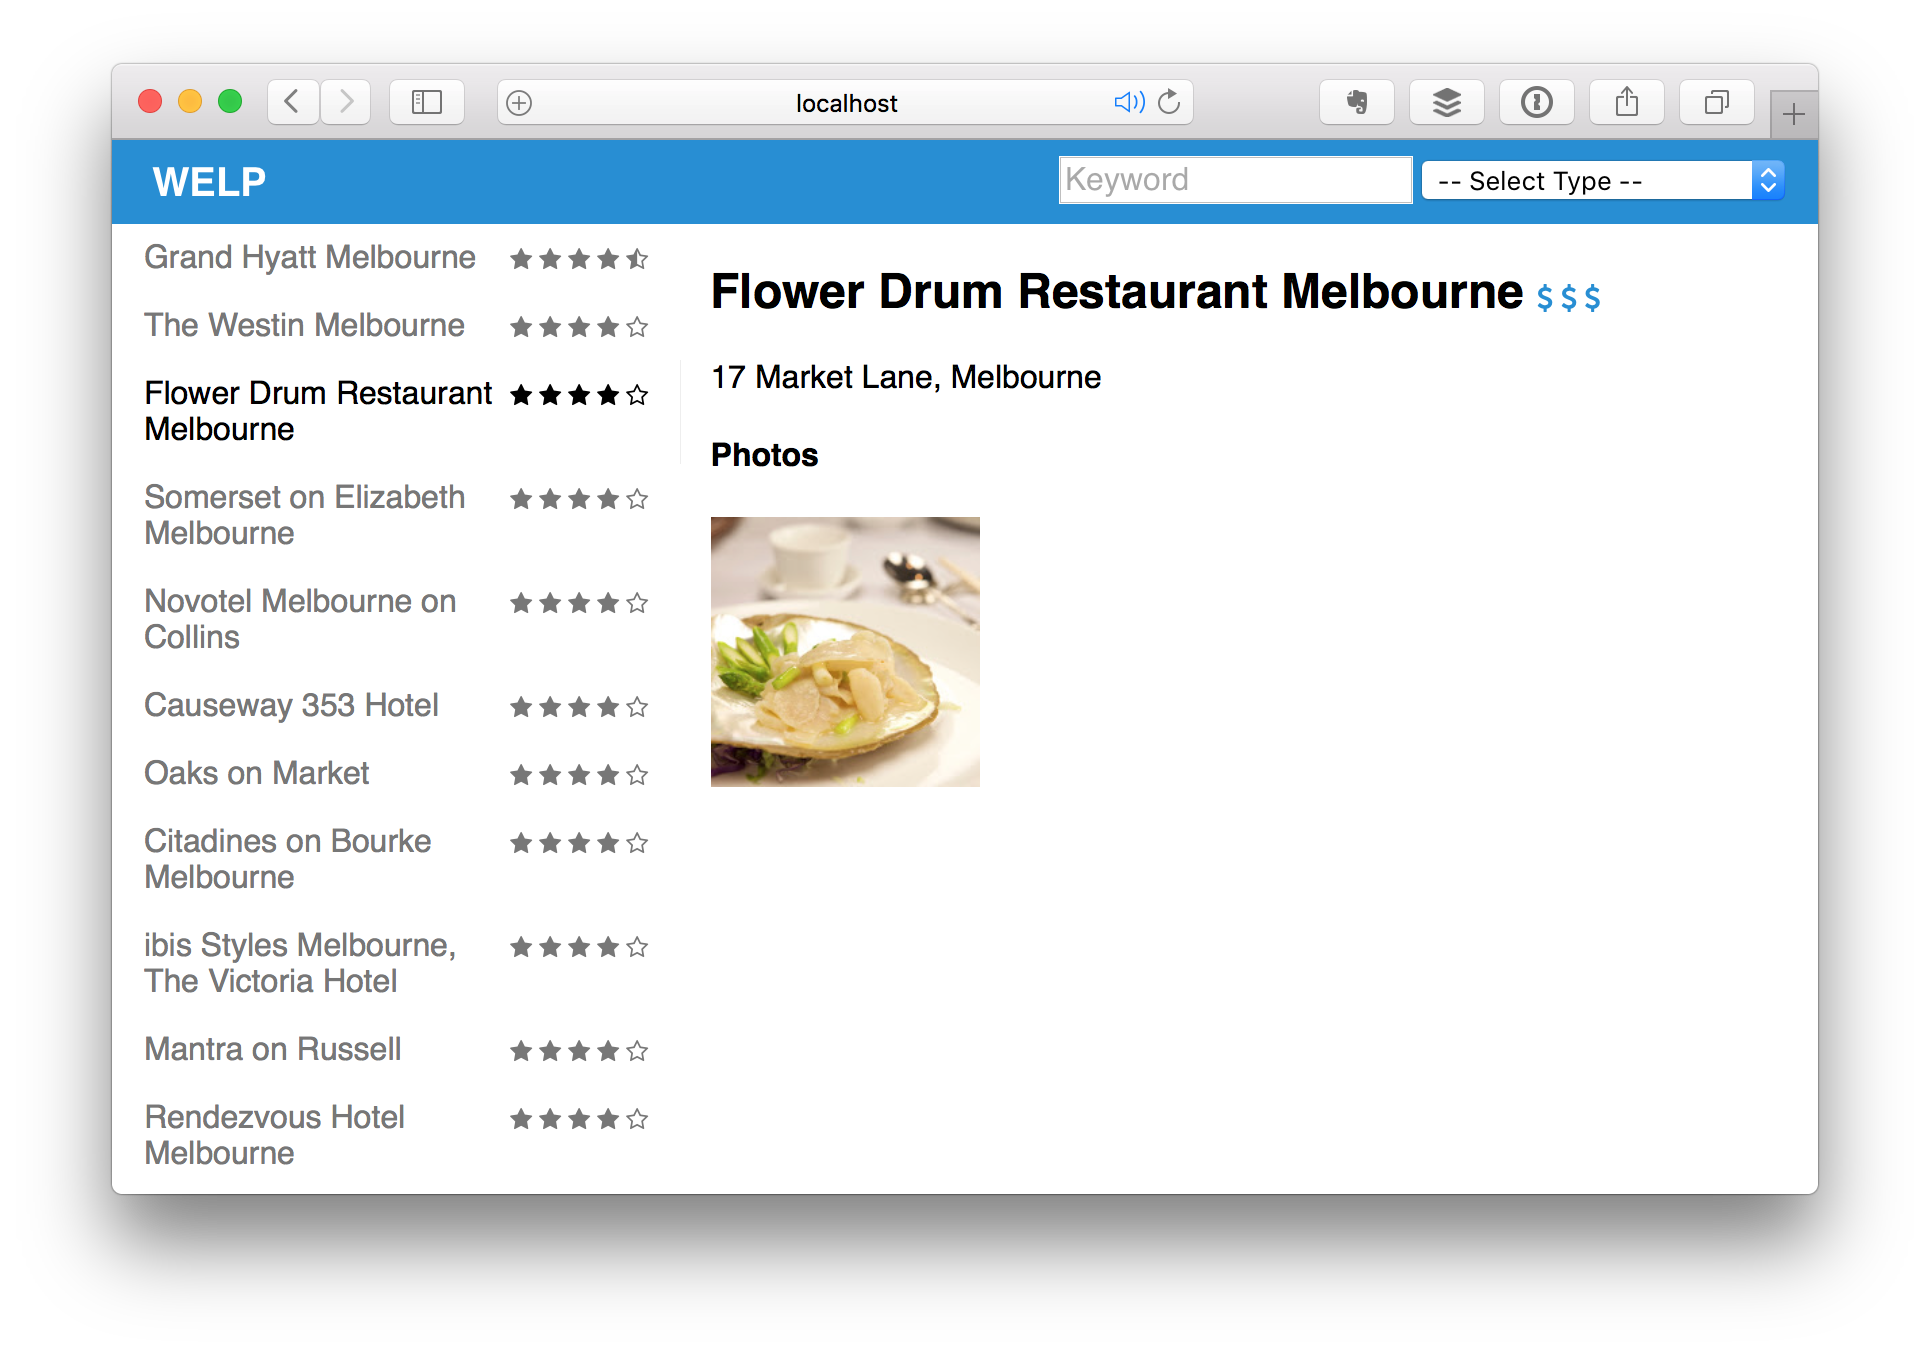 localhost
WELP
Keyword
-- Select Type --
Grand Hyatt Melbourne
The Westin Melbourne
Flower Drum Restaurant
Melbourne
Somerset on Elizabeth
Melbourne
Novotel Melbourne on
Collins
Causeway 353 Hotel
Oaks on Market
Citadines on Bourke
Melbourne
ibis Styles Melbourne,
The Victoria Hotel
Mantra on Russell
Rendezvous Hotel
Melbourne
Flower Drum Restaurant Melbourne $ $ $
17 Market Lane, Melbourne
Photos